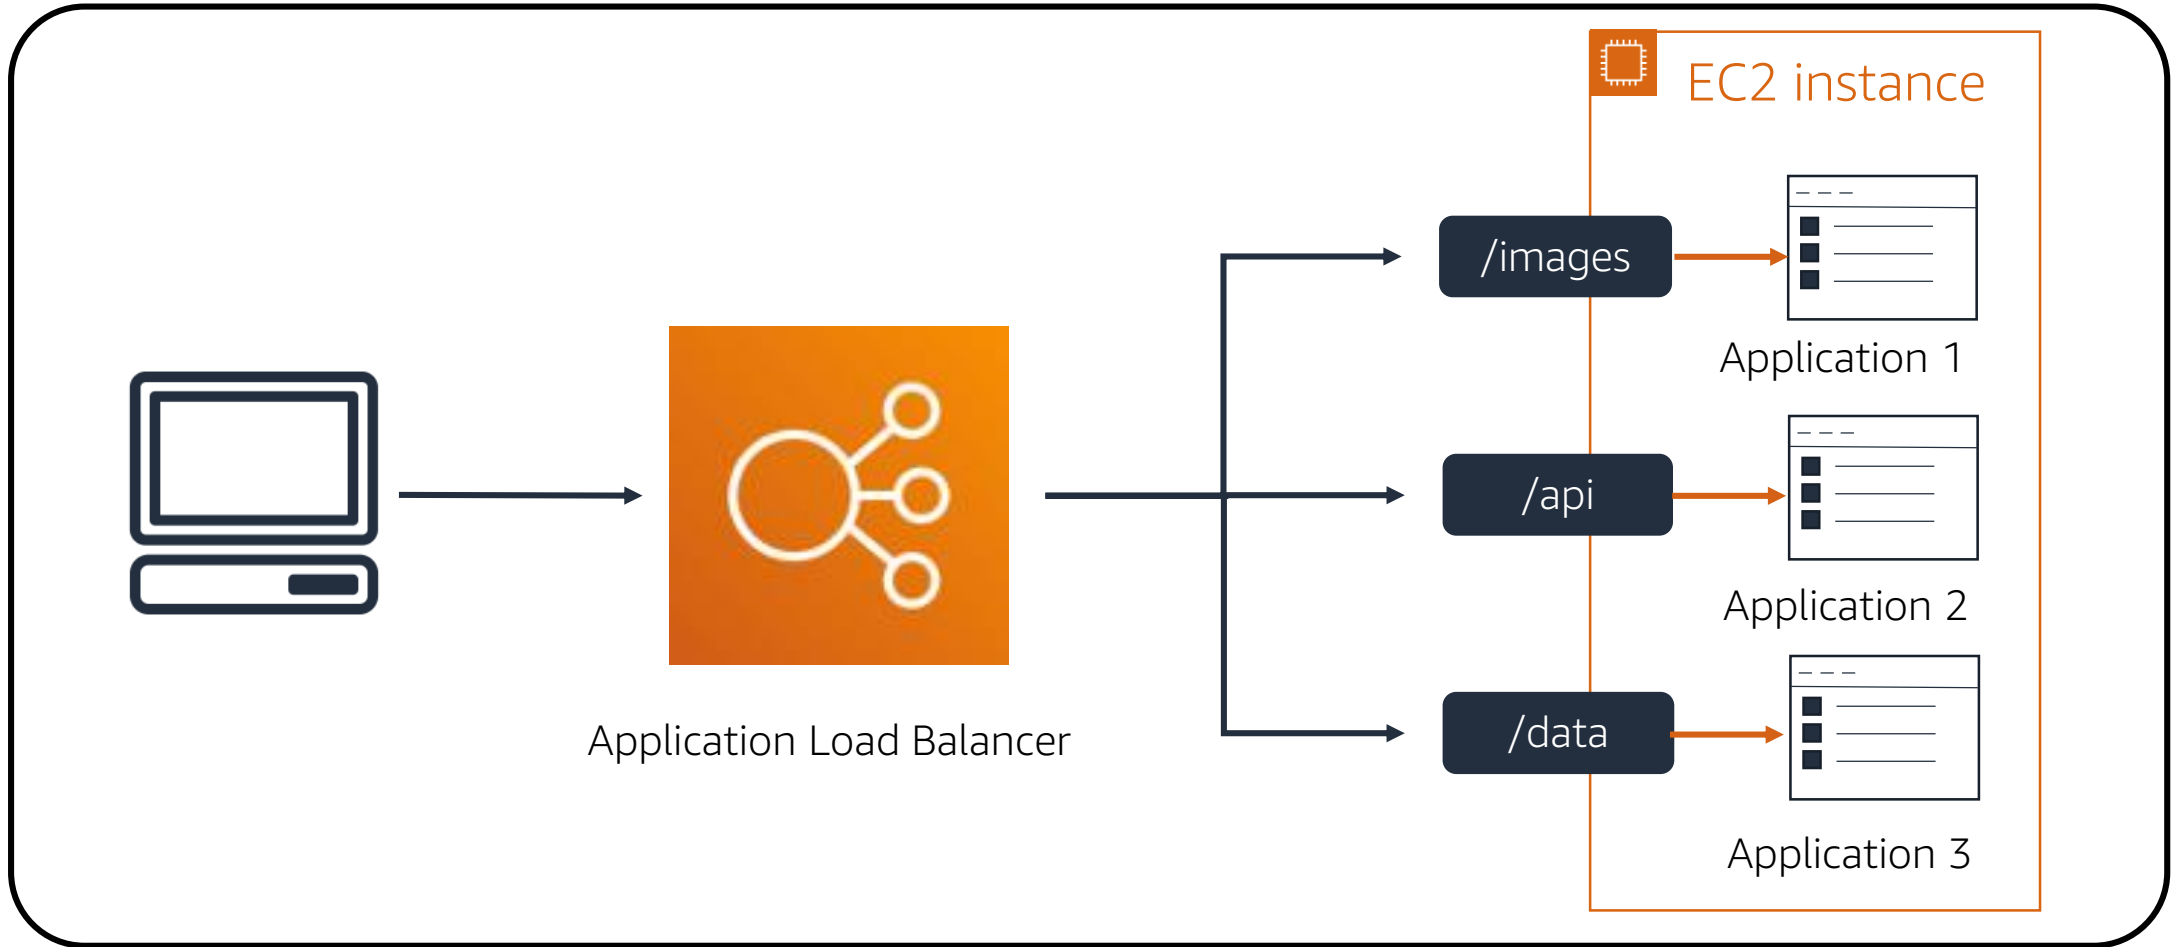 EC2 instance
/images
Application 1
/api
Application 2
Application Load Balancer
/data
Application 3